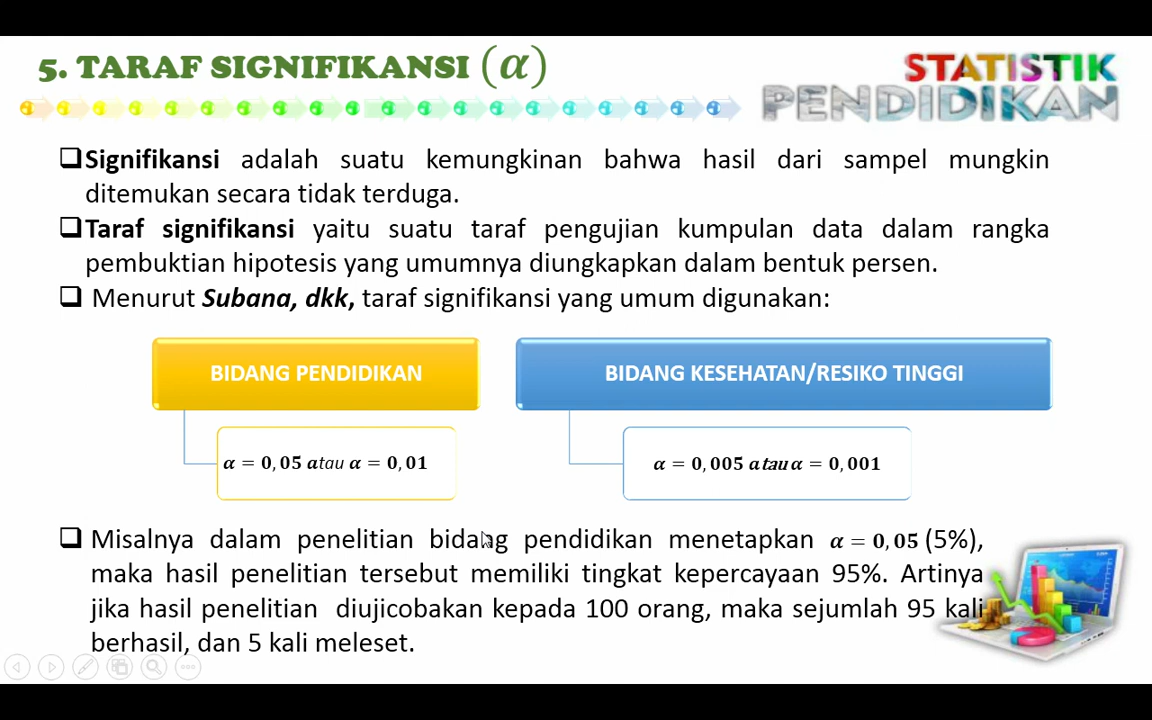 5. TARAF SIGNIFIKANSI (α)
STATISTIK
PENDIDIKAN
❑Signifikansi adalah suatu kemungkinan bahwa hasil dari sampel mungkin
ditemukan secara tidak terduga.
❑Taraf signifikansi yaitu suatu taraf pengujian kumpulan data dalam rangka
pembuktian hipotesis yang umumnya diungkapkan dalam bentuk persen.
❑ Menurut Subana, dkk, taraf signifikansi yang umum digunakan:
BIDANG PENDIDIKAN
α = 0, 05 atau α = 0, 01
BIDANG KESEHATAN/RESIKO TINGGI
α = 0, 005 atau α = 0, 001
❑ Misalnya dalam penelitian bidang pendidikan menetapkan α = 0, 05 (5%),
maka hasil penelitian tersebut memiliki tingkat kepercayaan 95%. Artinya
jika hasil penelitian diujicobakan kepada 100 orang, maka sejumlah 95 kali
berhasil, dan 5 kali meleset.